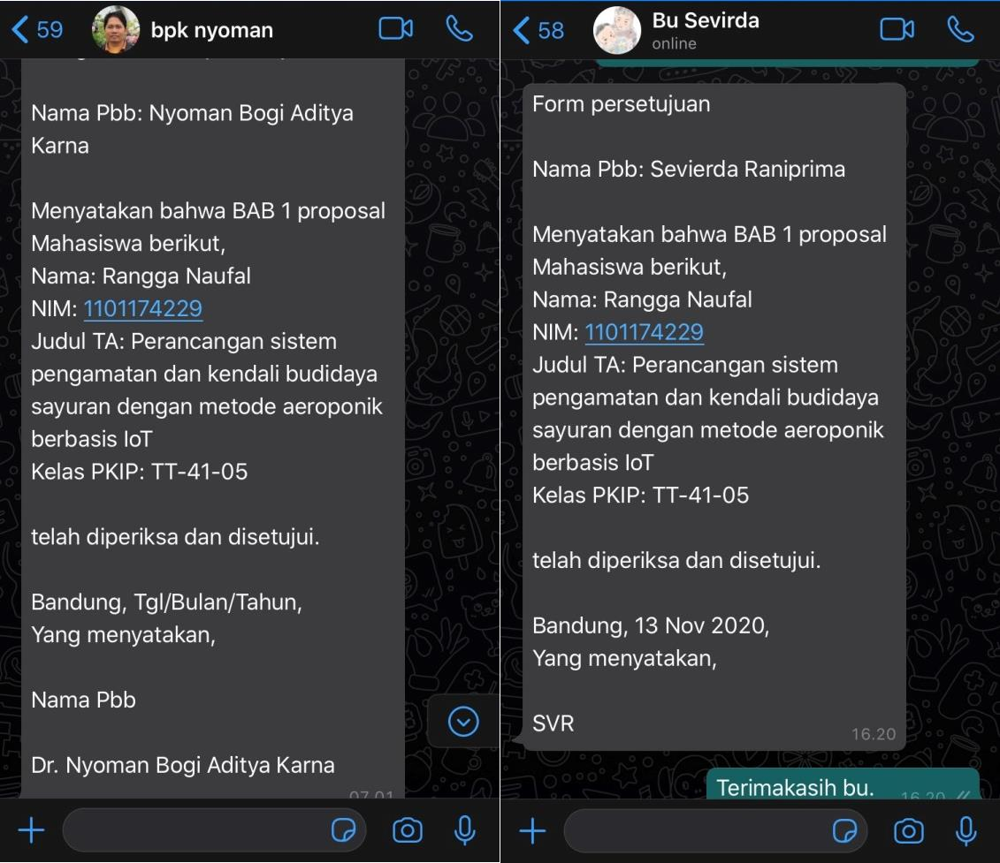 59
bpk nyoman
Nama Pbb: Nyoman Bogi Aditya
Karna
Menyatakan bahwa BAB 1 proposal
Mahasiswa berikut,
Nama: Rangga Naufal
NIM: 1101174229
Judul TA: Perancangan sistem
pengamatan dan kendali budidaya
sayuran dengan metode aeroponik
berbasis IoT
Kelas PKIP: TT-41-05
telah diperiksa dan disetujui.
Bandung, Tgl/Bulan/Tahun,
Yang menyatakan,
Nama Pbb
Dr. Nyoman Bogi Aditya Karna
07.01
58
Bu Sevirda
online
Form persetujuan
Nama Pbb: Sevierda Raniprima
Menyatakan bahwa BAB 1 proposal
Mahasiswa berikut,
Nama: Rangga Naufal
NIM: 1101174229
Judul TA: Perancangan sistem
pengamatan dan kendali budidaya
sayuran dengan metode aeroponik
berbasis IoT
Kelas PKIP: TT-41-05
telah diperiksa dan disetujui.
Bandung, 13 Nov 2020,
Yang menyatakan,
SVR
16.20
Terimakasih bu.
16.20